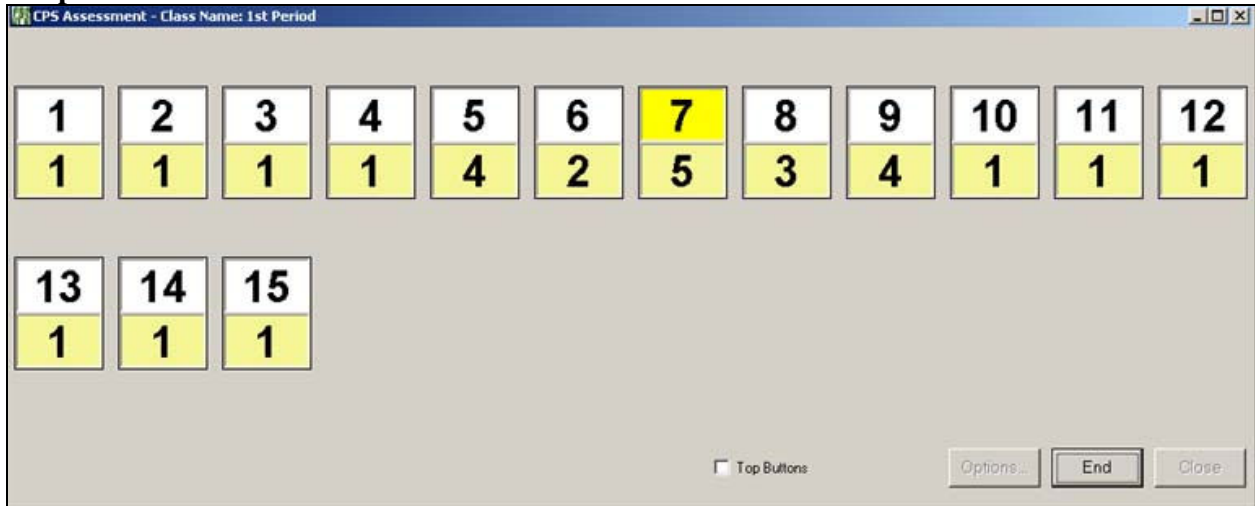 CPS Assessment - Class Name: 1st Period
1 2 3 4 5 6 7 8 9 10 11 12
1 1 1 1 4 2 5 3 4 1 1 1
13 14 15
1 1 1
Top Buttons Options... End Close